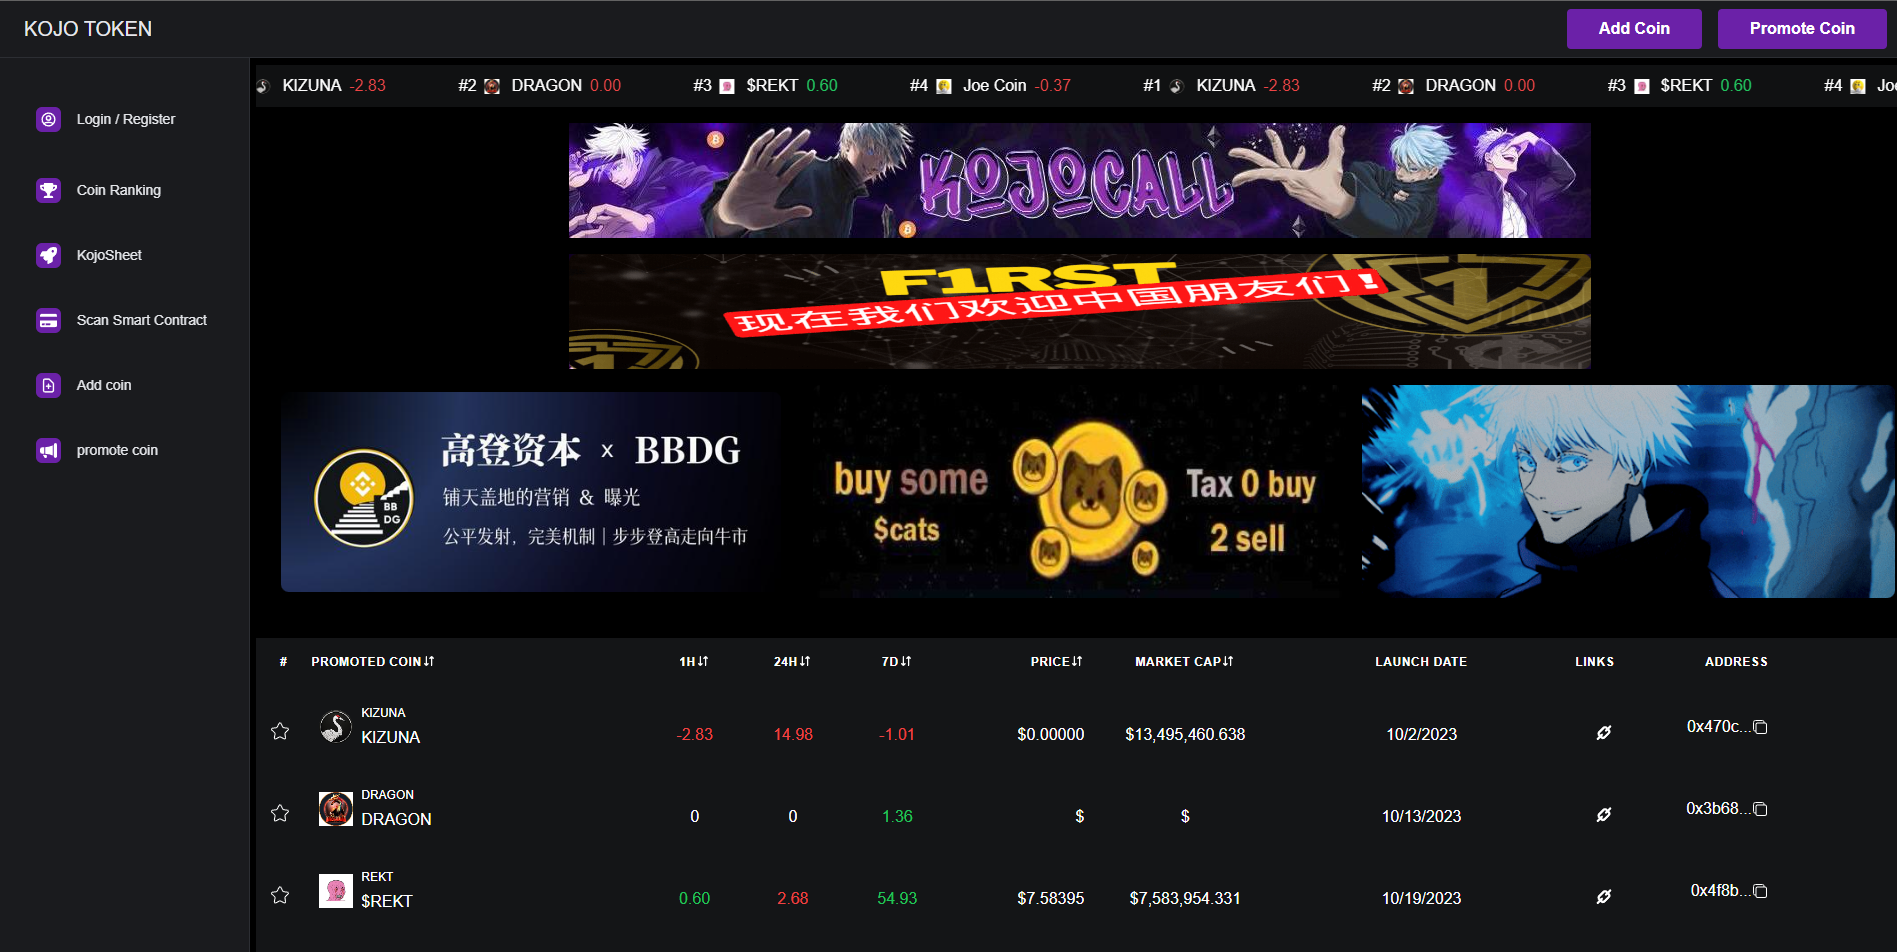 KOJO TOKEN
Add Coin
Promote Coin
Login / Register
Coin Ranking
KojoSheet
Scan Smart Contract
Add coin
promote coin
KIZUNA -2.83 #2 DRAGON 0.00 #3 $REKT 0.60 #4 Joe Coin -0.37 #1 KIZUNA -2.83 #2 DRAGON 0.00 #3 $REKT 0.60 #4
KOJOCALL
F1RST
现在我们欢迎中国朋友们!
高登资本 x BBDG
铺天盖地的营销 & 曝光
公平发射, 完美机制 | 步步登高走向牛市
BB
DG
buy some
$cats
Tax 0 buy
2 sell
# PROMOTED COIN 1H 24H 7D PRICE MARKET CAP LAUNCH DATE LINKS ADDRESS
KIZUNA
KIZUNA -2.83 14.98 -1.01 $0.00000 $13,495,460.638 10/2/2023 0x470c...
DRAGON
DRAGON 0 0 1.36 $ $ 10/13/2023 0x3b68...
REKT
$REKT 0.60 2.68 54.93 $7.58395 $7,583,954.331 10/19/2023 0x4f8b...